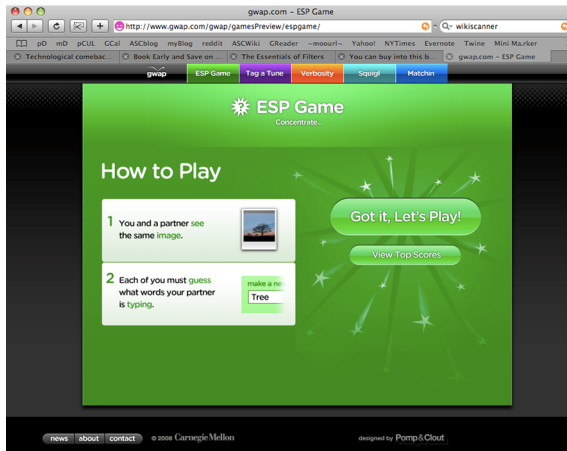 gwap.com – ESP Game
http://www.gwap.com/gwap/gamesPreview/espgame/
wikiscanner
pD mD pCUL CCal ASCblog myBlog reddit ASCWiki GReader ~moourl~ Yahoo! NYTimes Evernote Twine Mini Marker
Technological comebac... Book Early and Save on ... The Essentials of Filters You can buy into this b... gwap.com – ESP Game
gwap ESP Game Tag a Tune Verbosity Squigl Matchin
ESP Game
Concentrate...
How to Play
1 You and a partner see
the same image.
2 Each of you must guess
what words your partner
is typing.
make a ne
Tree
Got it, Let's Play!
View Top Scores
news about contact © 2008 Carnegie Mellon designed by Pomp & Clout